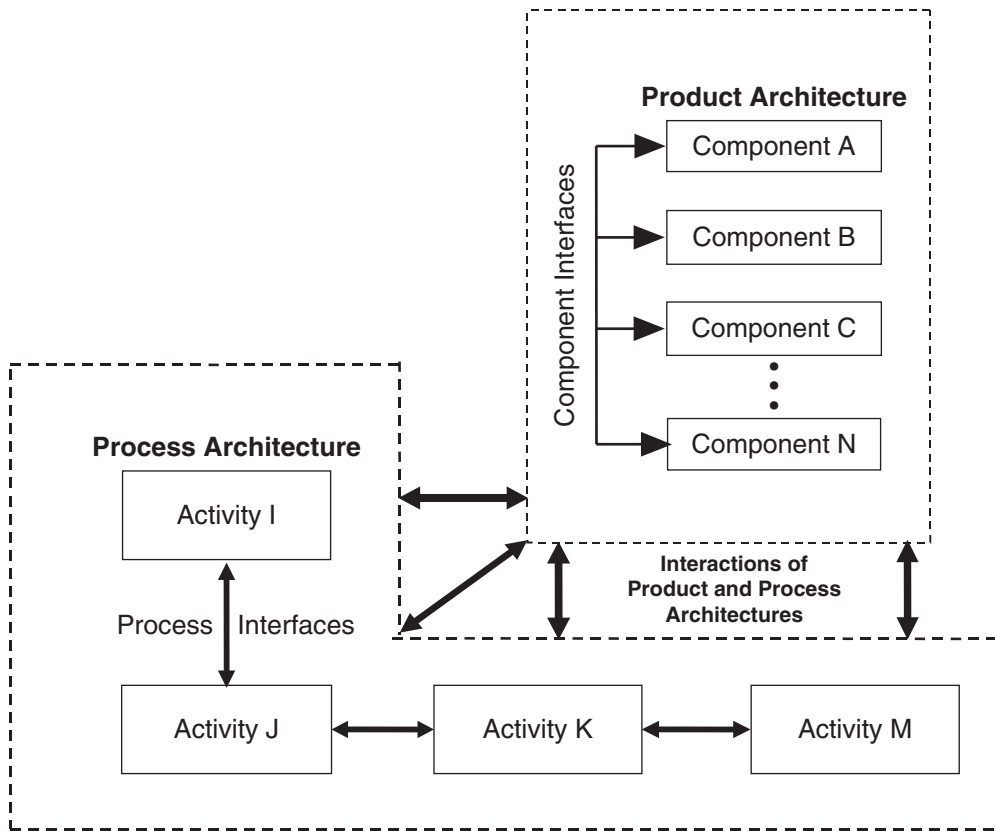 Product Architecture
Component Interfaces
Component A
Component B
Component C
Component N
Process Architecture
Activity I
Process Interfaces
Interactions of
Product and Process
Architectures
Activity J
Activity K
Activity M